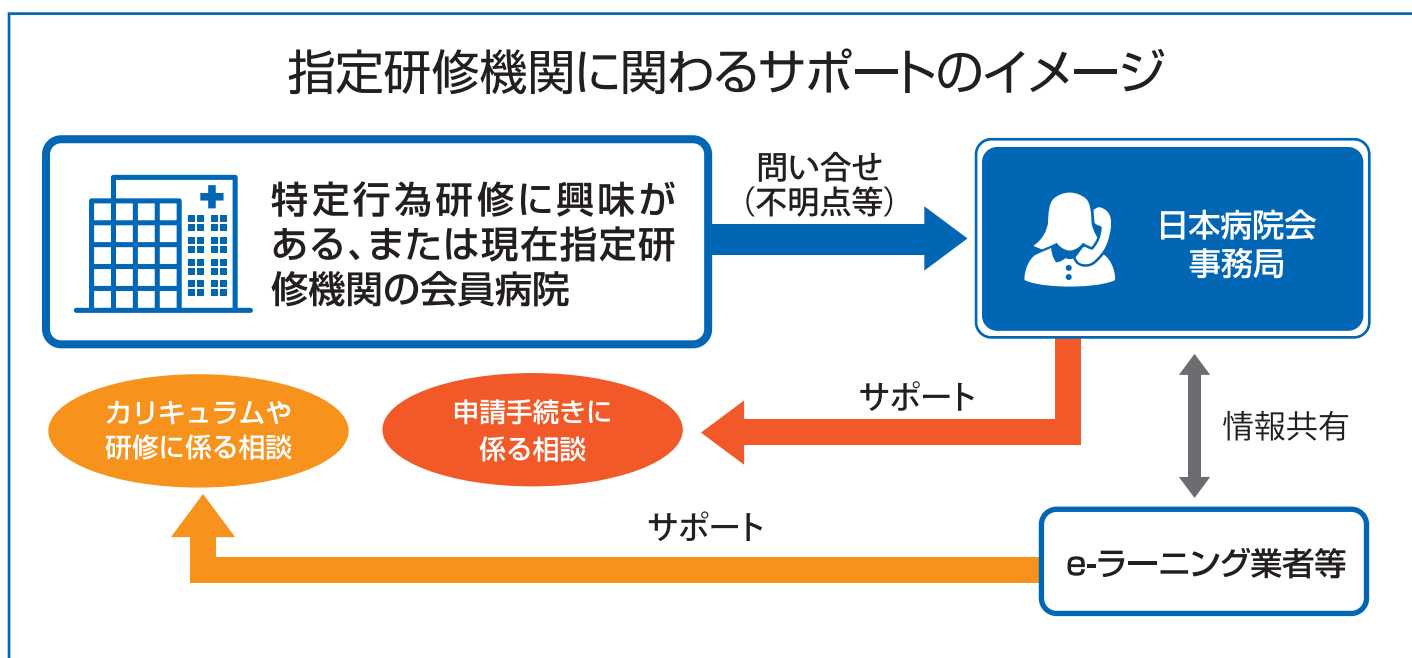 指定研修機関に関わるサポートのイメージ
特定行為研修に興味が
ある、または現在指定研
修機関の会員病院
問い合せ
（不明点等）
日本病院会
事務局
カリキュラムや
研修に係る相談
申請手続きに
係る相談
サポート
情報共有
サポート
e-ラーニング業者等